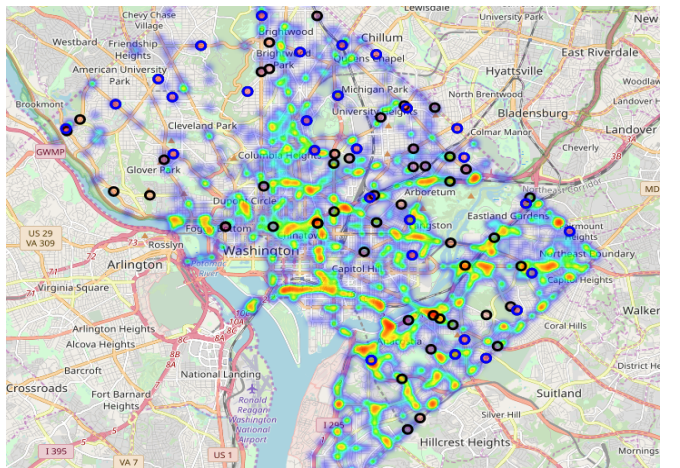 Lewisdale
Chevy Chase
Village
University Park
New
Brightwood
Westbard
Friendship
Heights
Chillum
Brightwood
Park
Queens Chapel
East Riverdale
American University
Park
Hyattsville
Michigan Park
North Brentwood
Brookmont
University Heights
Bladensburg
Landover H
Cleveland Park
Colmar Manor
Landover
GWMP
Cheverly
Columbia Heights
Glover Park
Arboretum
Northeast Corridor
MD
Dupont Circle
Eastland Gardens
US 29
VA 309
Rosslyn
Washington
Northeast Boundary
Arlington
Capitol Hill
Capitol Heights
Virginia Square
Walker
Arlington Heights
Coral Hills
Alcova Heights
Anacostia
Barcroft
National Landing
District He
Crossroads
Fort Barnard
Heights
Suitland
Ronald
Reagan
Washington
National
Airport
Silver Hill
I 295
Hillcrest Heights
I 395
VA 7
US 1
Mornings